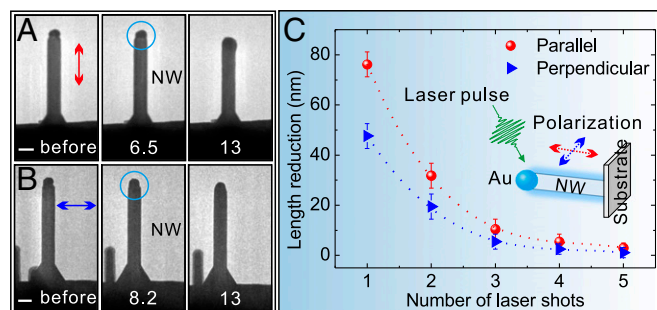 A
before
NW
6.5
13
B
before
NW
8.2
13
C
Length reduction (nm)
80
60
40
20
0
Parallel
Perpendicular
Laser pulse
Polarization
Au
NW
Substrate
1 2 3 4 5
Number of laser shots